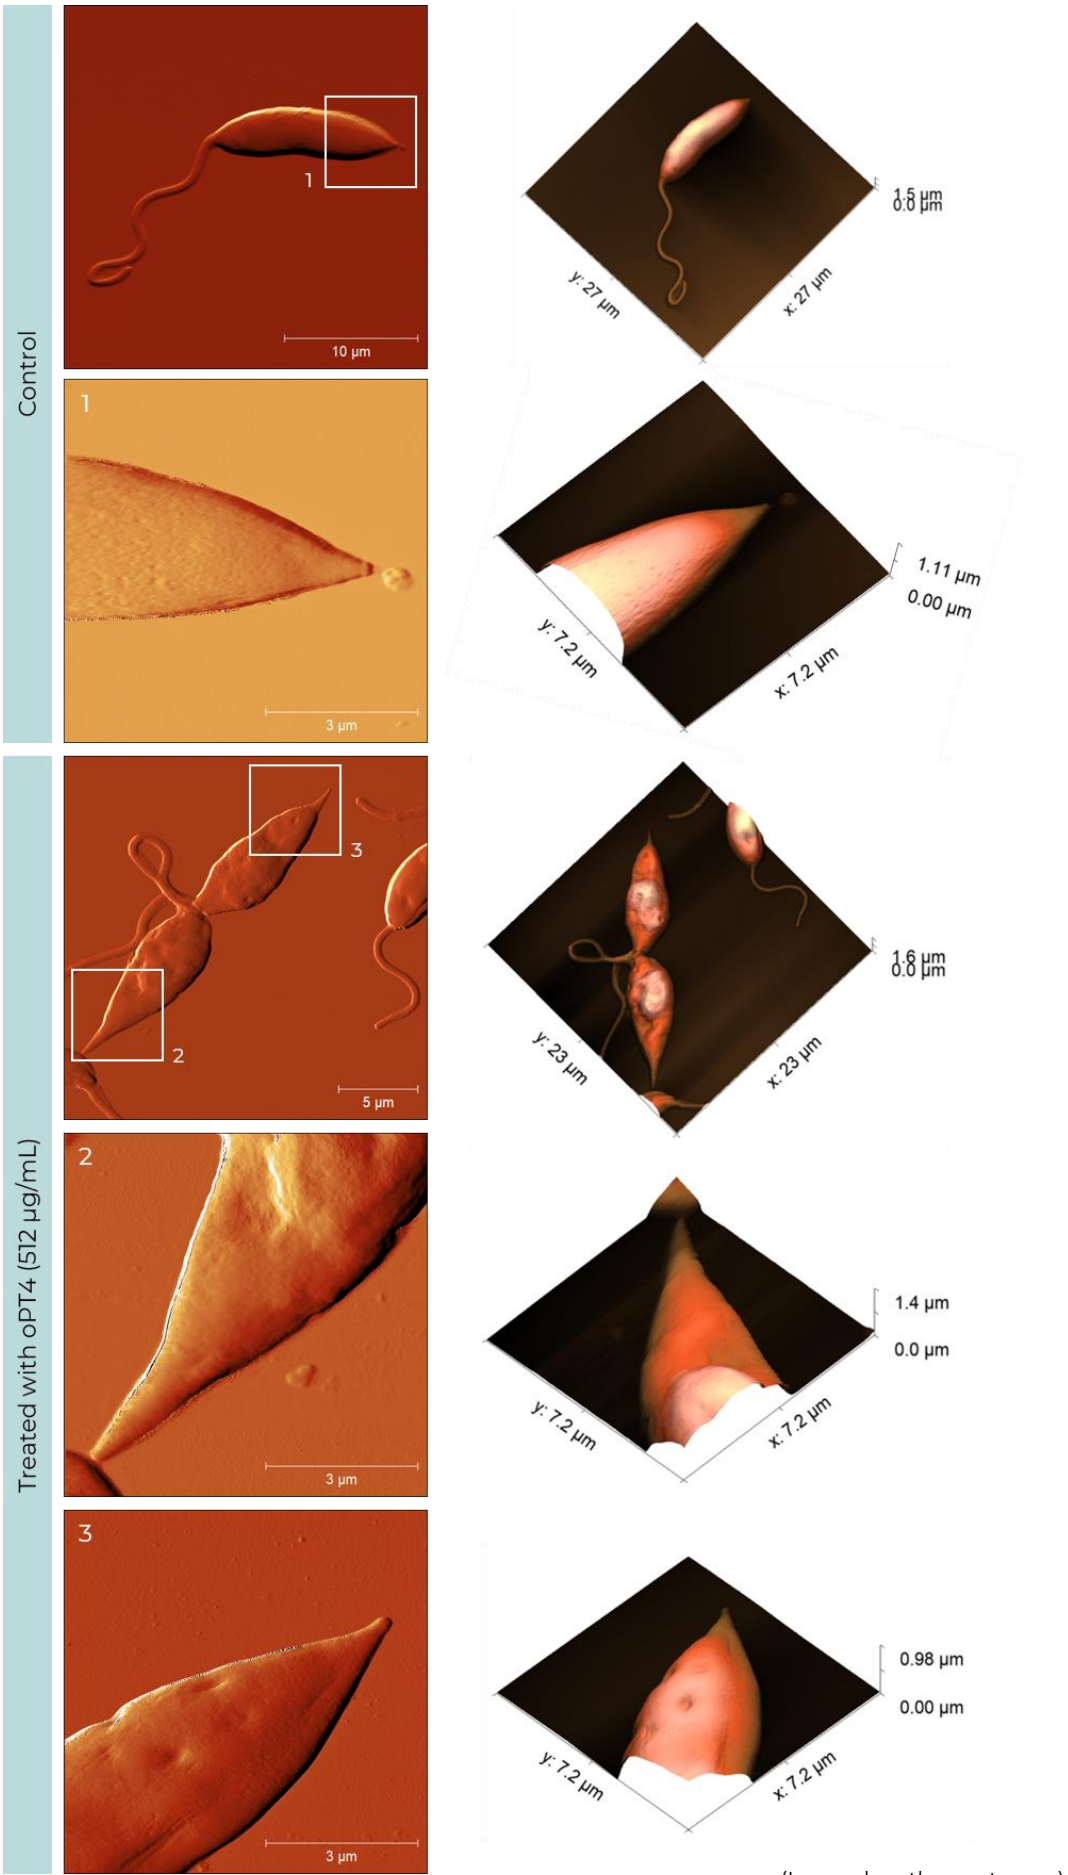 Control
1
10 µm
1.5 µm
0.0 µm
y: 27 µm
x: 27 µm
1
3 µm
1.11 µm
0.00 µm
y: 7.2 µm
x: 7.2 µm
Treated with oPT4 (512 µg/mL)
3
2
5 µm
1.6 µm
0.0 µm
y: 23 µm
x: 23 µm
2
3 µm
1.4 µm
0.0 µm
y: 7.2 µm
x: 7.2 µm
3
3 µm
0.98 µm
0.00 µm
y: 7.2 µm
x: 7.2 µm